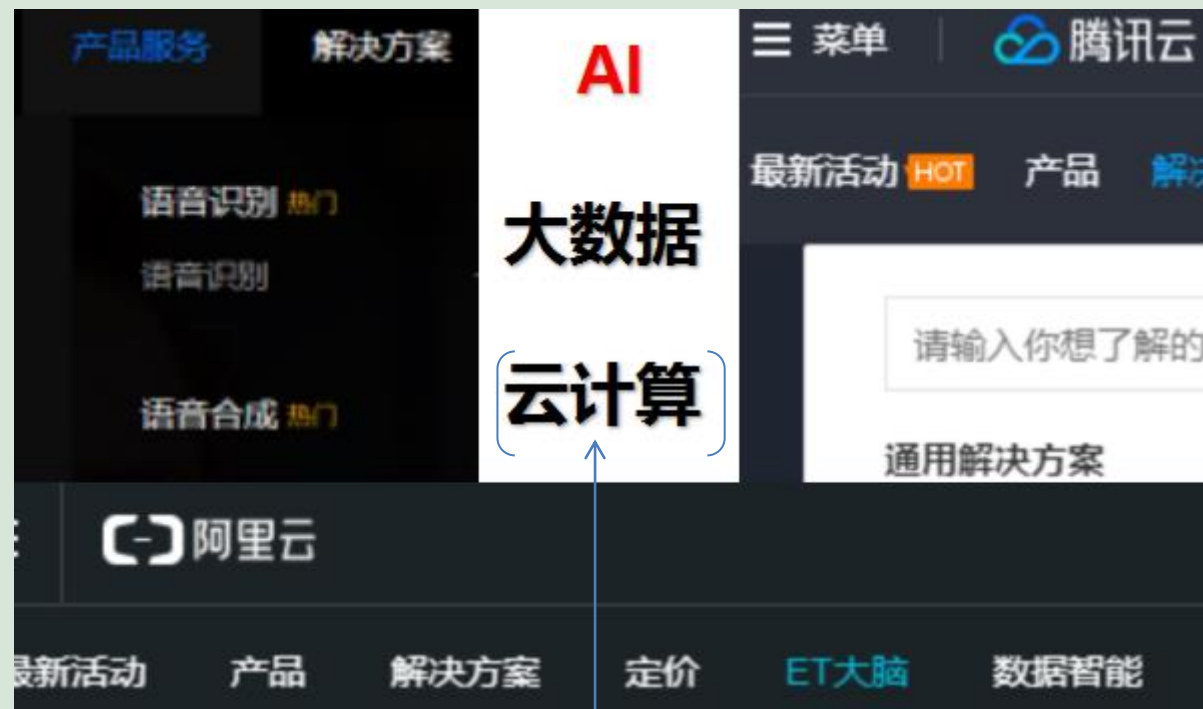 产品服务 解决方案
语音识别 热门
语音识别
语音合成 热门
AI
大数据
云计算
菜单 腾讯云
最新活动 HOT 产品 解决
请输入你想了解的
通用解决方案
阿里云
最新活动 产品 解决方案 定价 ET大脑 数据智能